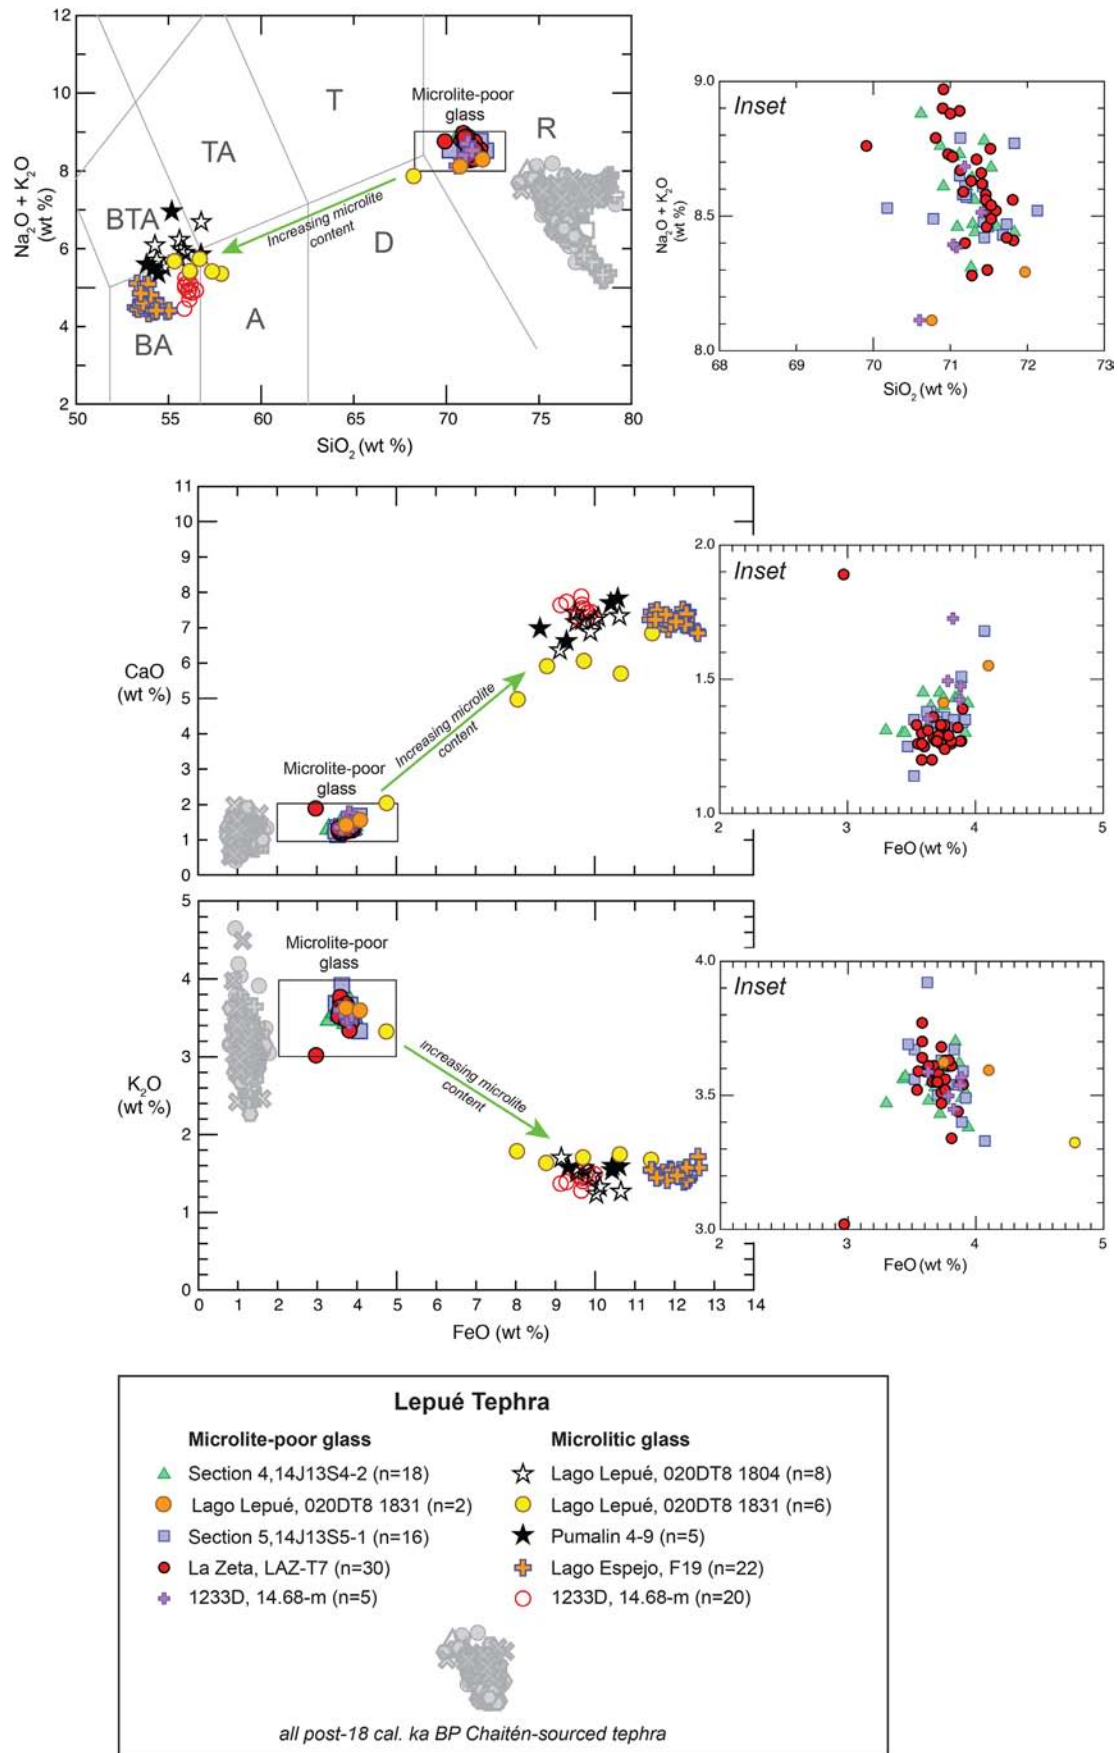 12
10
8
6
4
2
Na2O + K2O
(wt %)
T
TA
BTA
BA
A
D
R
Microlite-poor
glass
Increasing microlite
content
50 55 60 65 70 75 80
SiO2 (wt %)
Inset
9.0
8.0
Na2O + K2O
(wt %)
68 69 70 71 72 73
SiO2 (wt %)
11
10
9
8
7
6
5
4
3
2
1
0
CaO
(wt %)
Increasing microlite
content
Microlite-poor
glass
Inset
2.0
1.5
1.0
2 3 4 5
FeO (wt %)
5
4
3
2
1
0
K2O
(wt %)
Microlite-poor
glass
increasing microlite
content
0 1 2 3 4 5 6 7 8 9 10 11 12 13 14
FeO (wt %)
Inset
4.0
3.5
3.0
2 3 4 5
FeO (wt %)
Lepué Tephra
Microlite-poor glass
Section 4,14J13S4-2 (n=18)
Lago Lepué, 020DT8 1831 (n=2)
Section 5,14J13S5-1 (n=16)
La Zeta, LAZ-T7 (n=30)
1233D, 14.68-m (n=5)
Microlitic glass
Lago Lepué, 020DT8 1804 (n=8)
Lago Lepué, 020DT8 1831 (n=6)
Pumalin 4-9 (n=5)
Lago Espejo, F19 (n=22)
1233D, 14.68-m (n=20)
all post-18 cal. ka BP Chaitén-sourced tephra